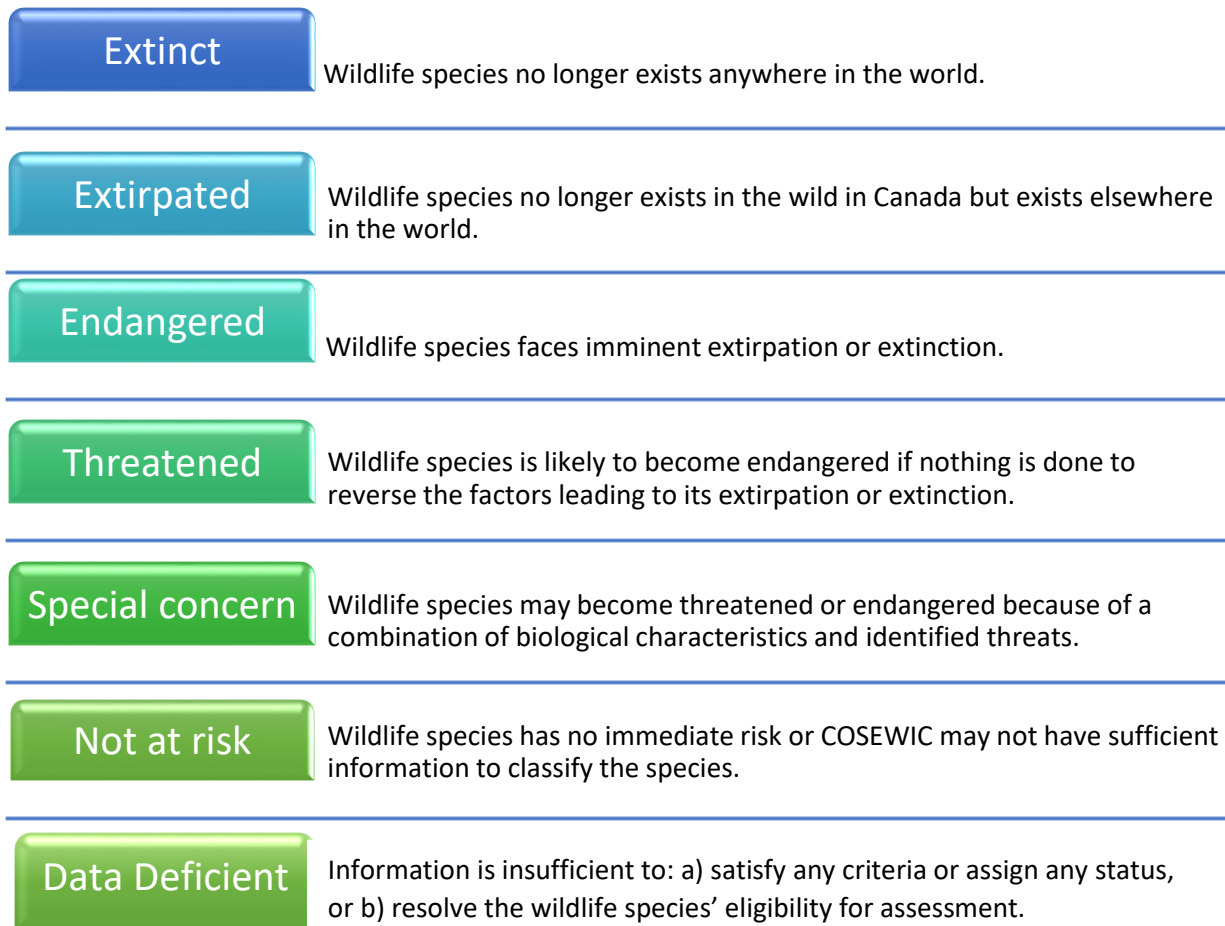 Extinct
Wildlife species no longer exists anywhere in the world.
Extirpated
Wildlife species no longer exists in the wild in Canada but exists elsewhere
in the world.
Endangered
Wildlife species faces imminent extirpation or extinction.
Threatened
Wildlife species is likely to become endangered if nothing is done to
reverse the factors leading to its extirpation or extinction.
Special concern
Wildlife species may become threatened or endangered because of a
combination of biological characteristics and identified threats.
Not at risk
Wildlife species has no immediate risk or COSEWIC may not have sufficient
information to classify the species.
Data Deficient
Information is insufficient to: a) satisfy any criteria or assign any status,
or b) resolve the wildlife species’ eligibility for assessment.